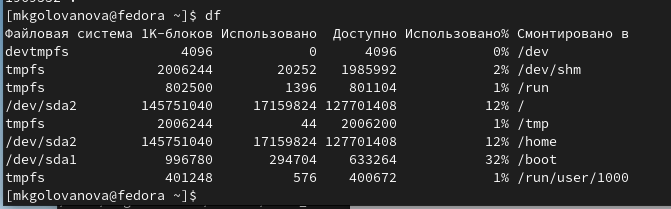 [mkgolovanova@fedora ~]$ df
Файловая система 1K-блоков Использовано Доступно Использовано% Смонтировано в
devtmpfs 4096 0 4096 0% /dev
tmpfs 2006244 20252 1985992 2% /dev/shm
tmpfs 802500 1396 801104 1% /run
/dev/sda2 145751040 17159824 127701408 12% /
tmpfs 2006244 44 2006200 1% /tmp
/dev/sda2 145751040 17159824 127701408 12% /home
/dev/sda1 996780 294704 633264 32% /boot
tmpfs 401248 576 400672 1% /run/user/1000
[mkgolovanova@fedora ~]$